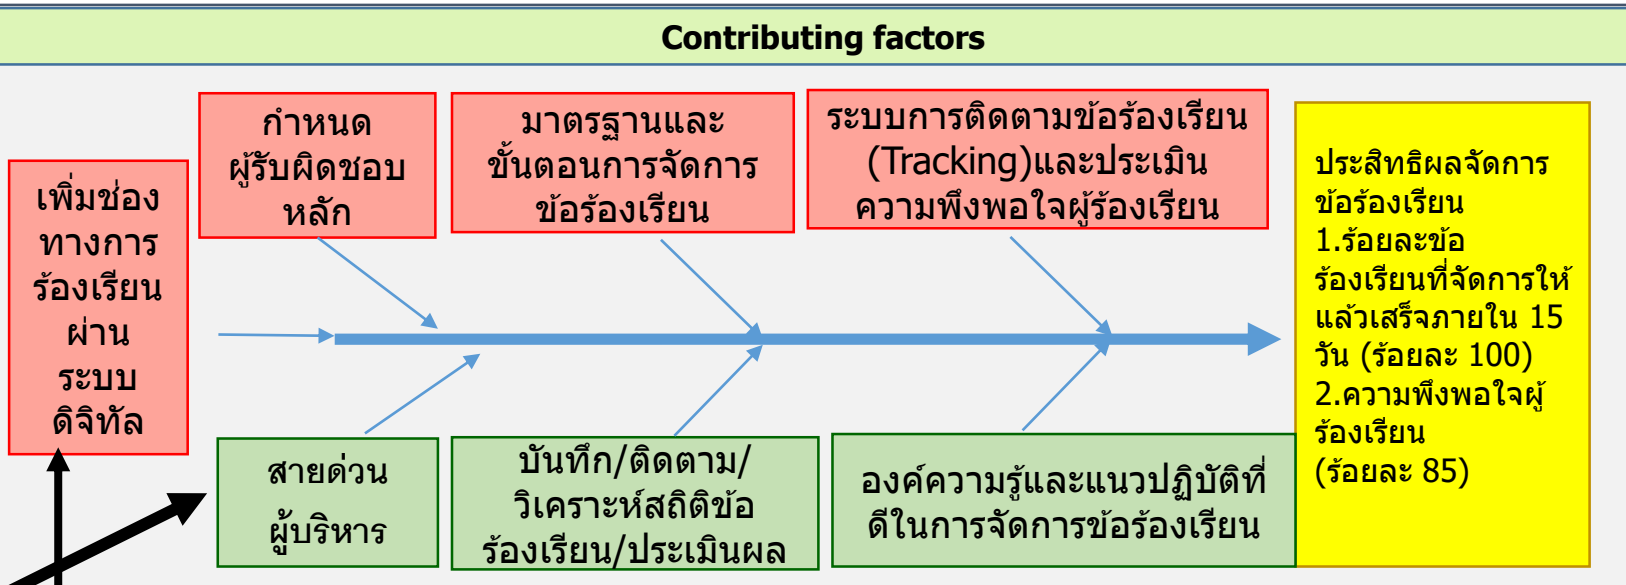 Contributing factors
เพิ่มช่อง
ทางการ
ร้องเรียน
ผ่าน
ระบบ
ดิจิทัล
กำหนด
ผู้รับผิดชอบ
หลัก
มาตรฐานและ
ขั้นตอนการจัดการ
ข้อร้องเรียน
ระบบการติดตามข้อร้องเรียน
(Tracking)และประเมิน
ความพึงพอใจผู้ร้องเรียน
สายด่วน
ผู้บริหาร
บันทึก/ติดตาม/
วิเคราะห์สถิติข้อ
ร้องเรียน/ประเมินผล
องค์ความรู้และแนวปฏิบัติที่
ดีในการจัดการข้อร้องเรียน
ประสิทธิผลจัดการ
ข้อร้องเรียน
1.ร้อยละข้อ
ร้องเรียนที่จัดการให้
แล้วเสร็จภายใน 15
วัน (ร้อยละ 100)
2.ความพึงพอใจผู้
ร้องเรียน
(ร้อยละ 85)